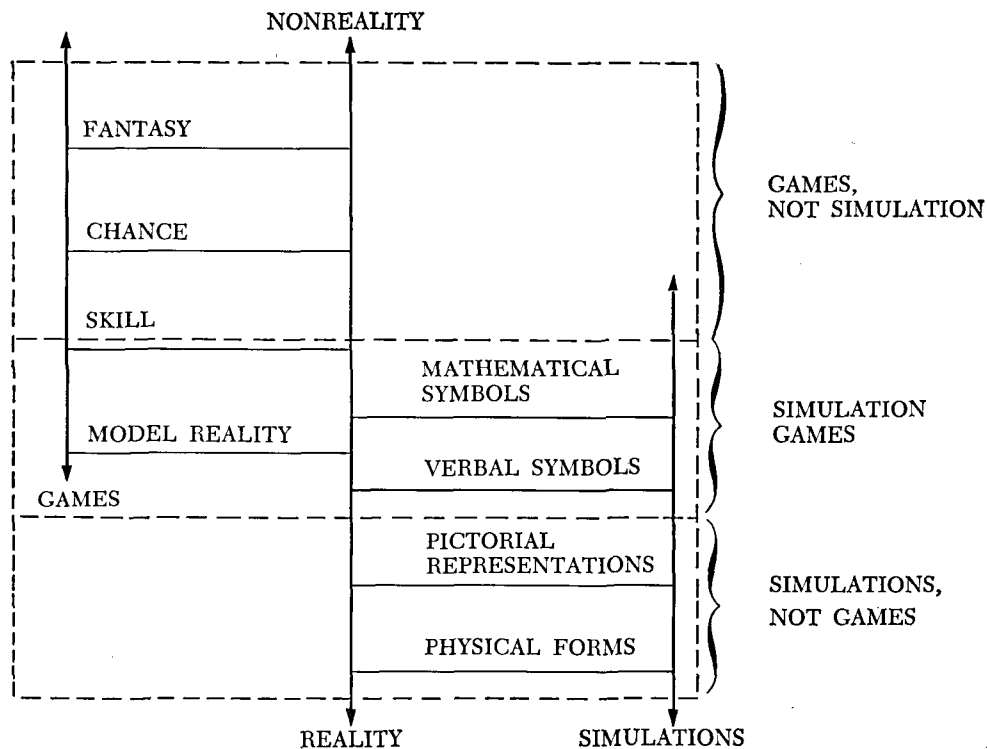 NONREALITY
FANTASY
CHANCE
SKILL
MODEL REALITY
GAMES
MATHEMATICAL
SYMBOLS
VERBAL SYMBOLS
PICTORIAL
REPRESENTATIONS
PHYSICAL FORMS
GAMES,
NOT SIMULATION
SIMULATION
GAMES
SIMULATIONS,
NOT GAMES
REALITY
SIMULATIONS